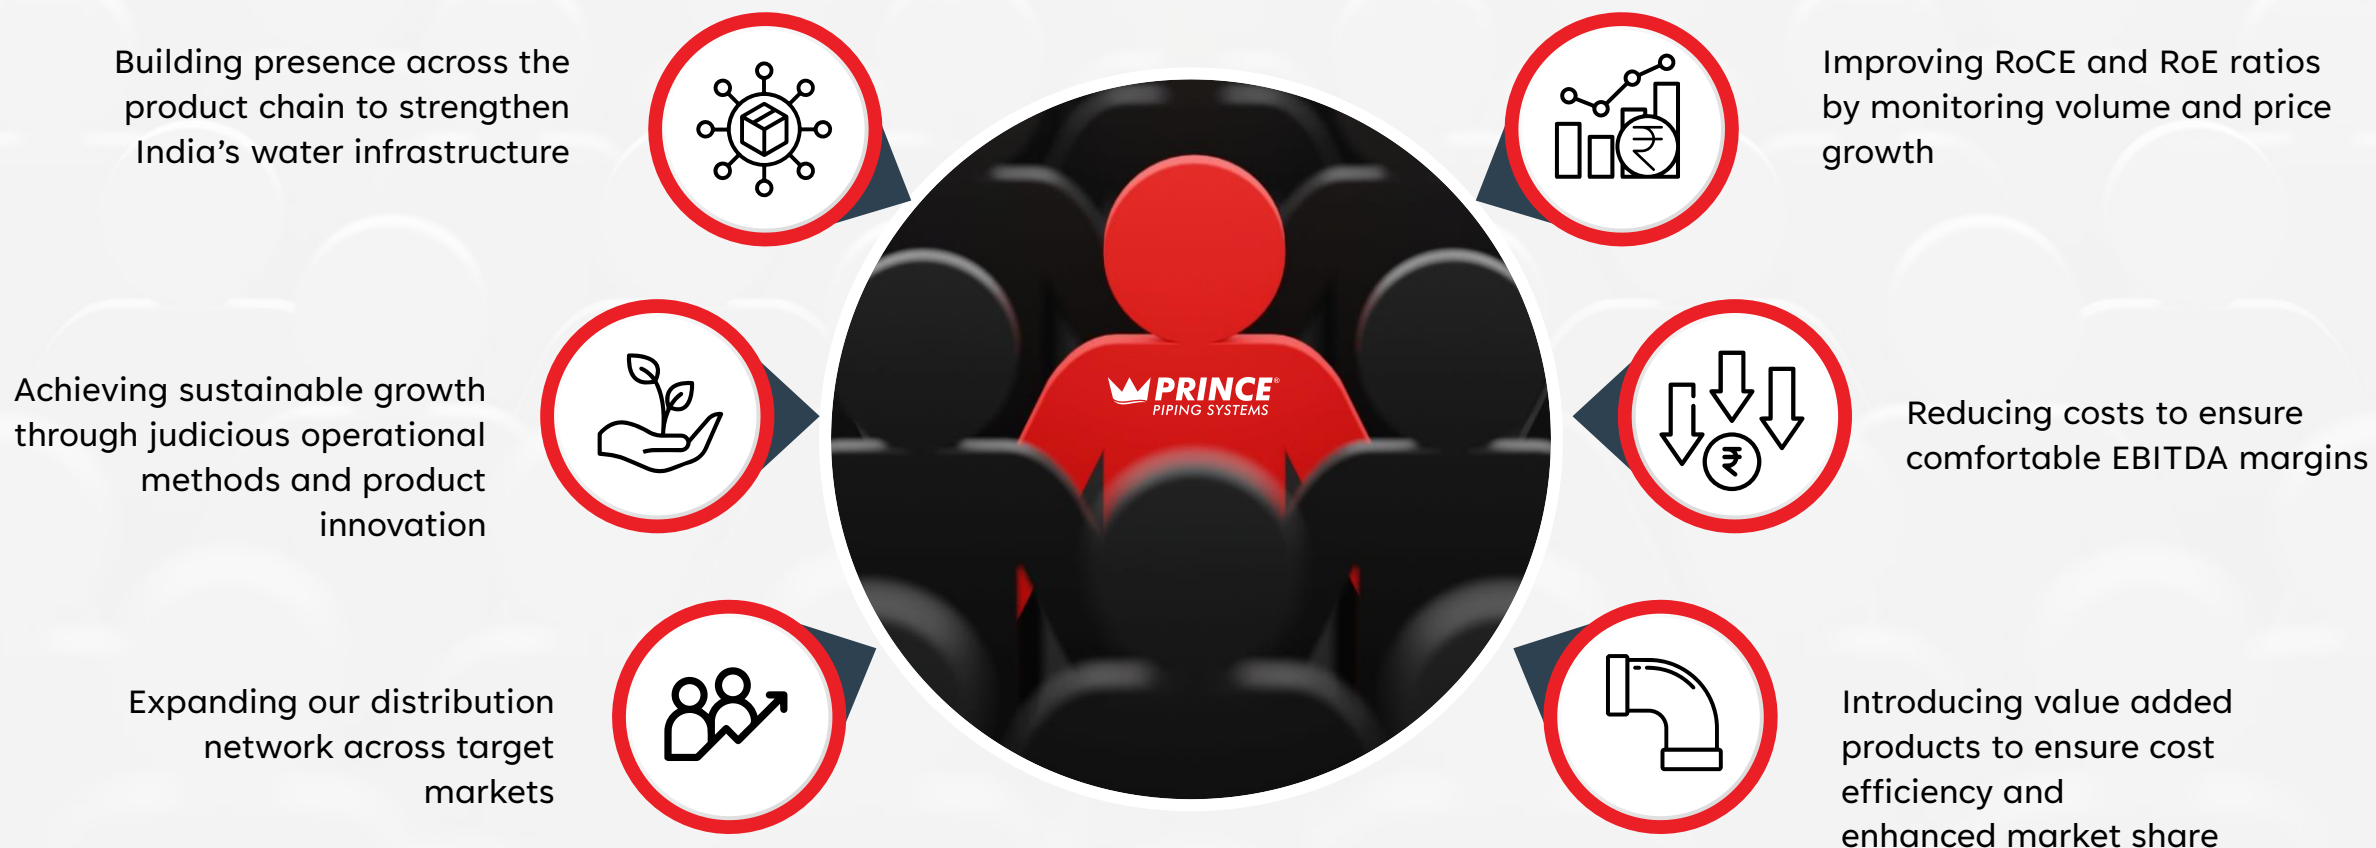 Building presence across the
product chain to strengthen
India’s water infrastructure
Achieving sustainable growth
through judicious operational
methods and product
innovation
Expanding our distribution
network across target
markets
PRINCE®
PIPING SYSTEMS
Improving RoCE and RoE ratios
by monitoring volume and price
growth
₹
Reducing costs to ensure
comfortable EBITDA margins
₹
Introducing value added
products to ensure cost
efficiency and
enhanced market share